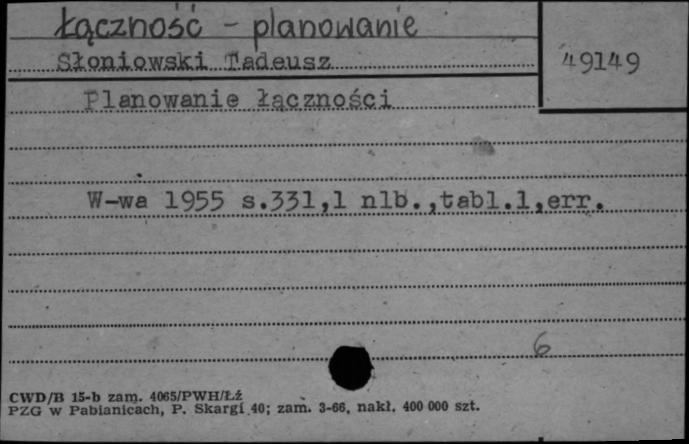 Łączność - planowanie
Słoniowski Tadeusz
49149
Planowanie łączności
W-wa 1955 s.331,1 nlb.,tabl.1,err.
6
CWD/B 15-b zam. 4065/PWH/Łź
PZG w Pabianicach, P. Skargi 40; zam. 3-66, nakł. 400 000 szt.